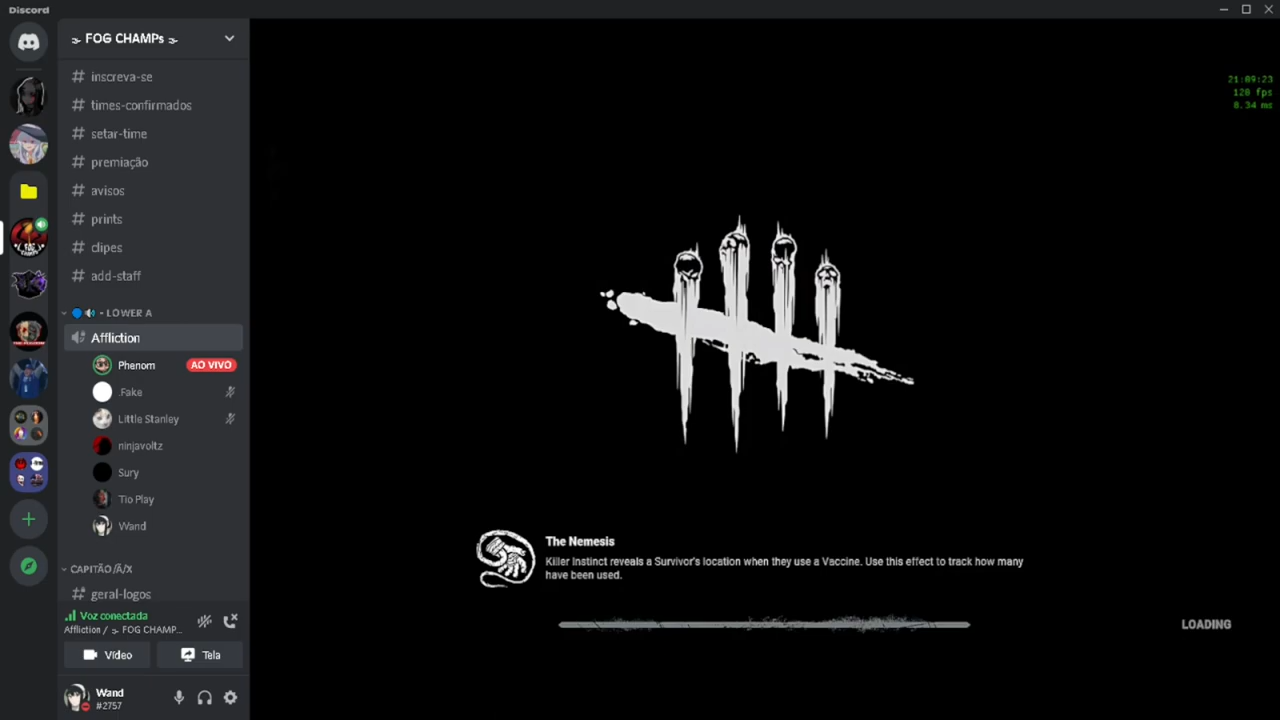 Discord
FOG CHAMPs
inscreva-se
times-confirmados
setar-time
premiação
avisos
prints
clipes
add-staff
- LOWER A
Affliction
Phenom AO VIVO
.Fake
Little Stanley
ninjavoltz
Sury
Tio Play
Wand
CAPITÃO/Ã/X
geral-logos
Voz conectada
Affliction / FOG CHAMP...
Vídeo
Tela
Wand
#2757
21:09:23
120 fps
8.34 ms
The Nemesis
Killer Instinct reveals a Survivor's location when they use a Vaccine. Use this effect to track how many
have been used.
LOADING